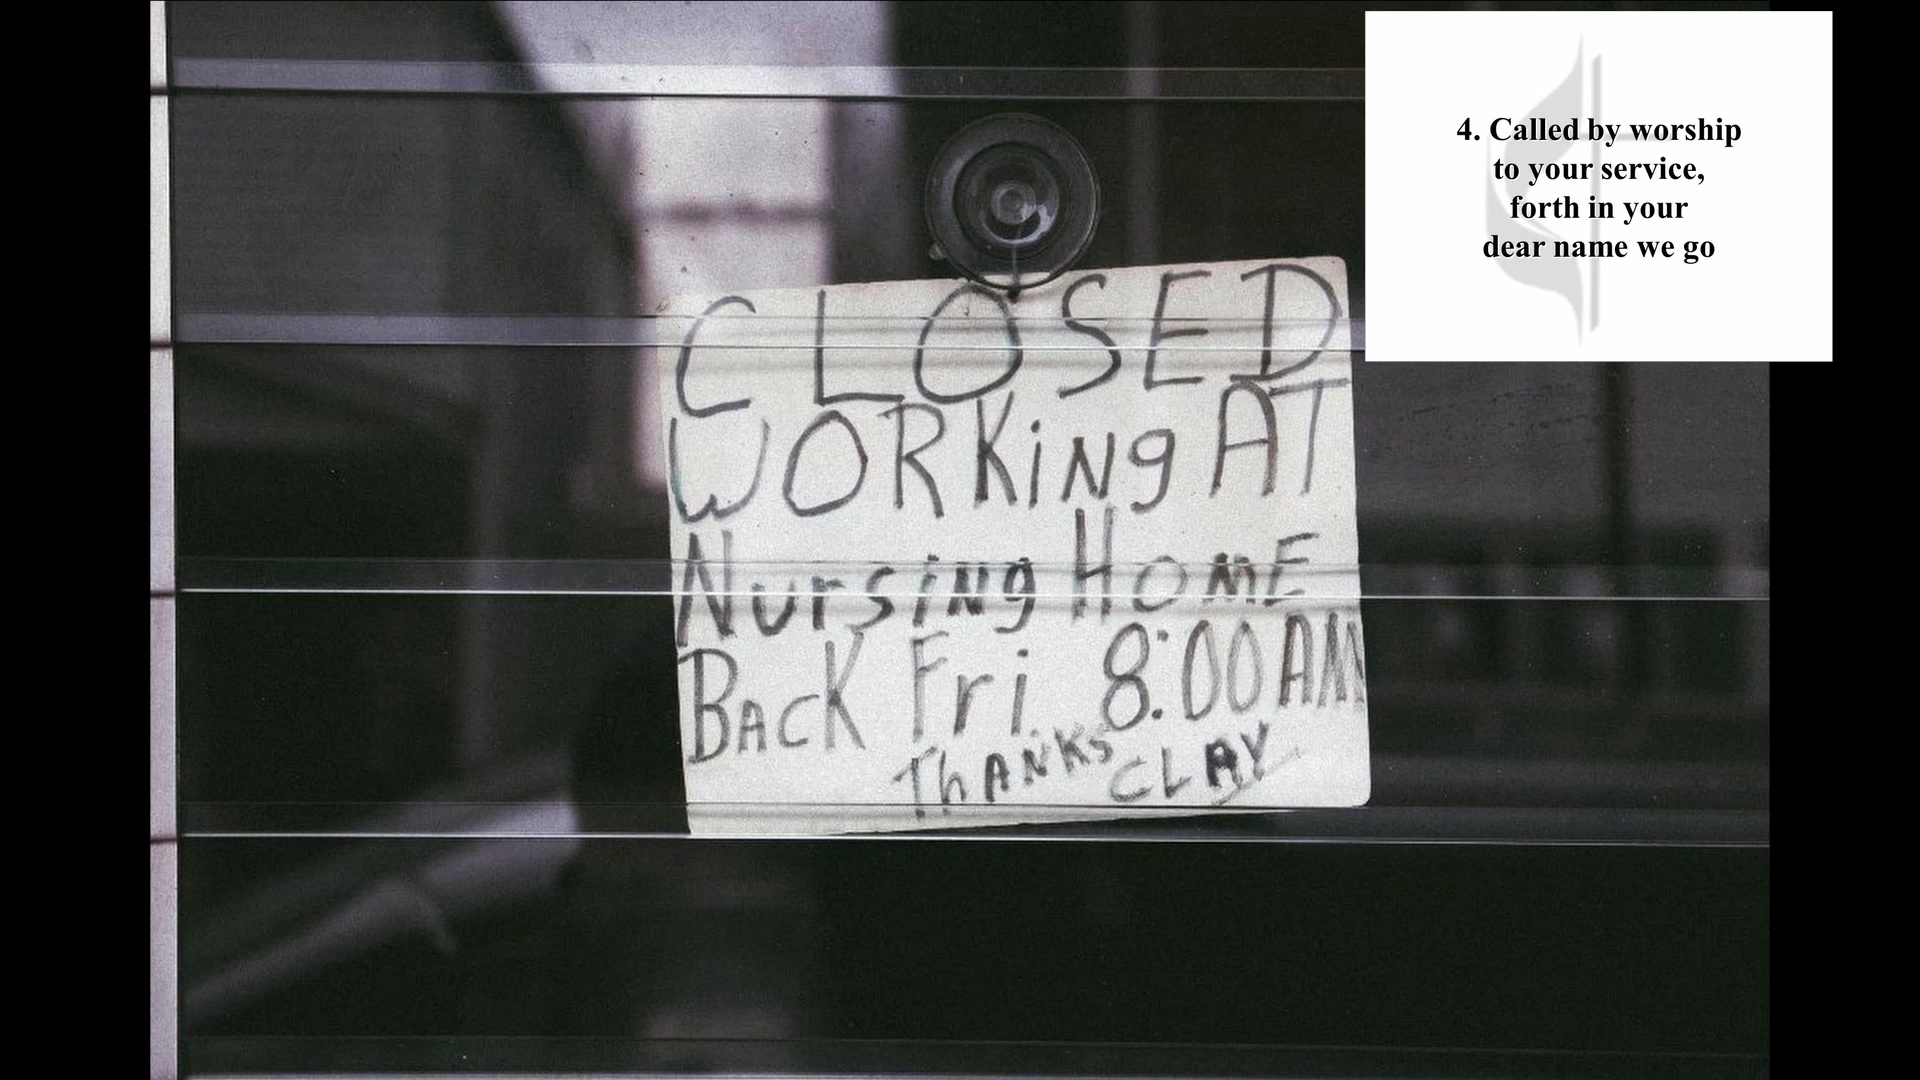 CLOSED
WORKiNg AT
NursiNg HOME
BACK Fri. 8:00 AM
ThANKS CLAY
4. Called by worship
to your service,
forth in your
dear name we go